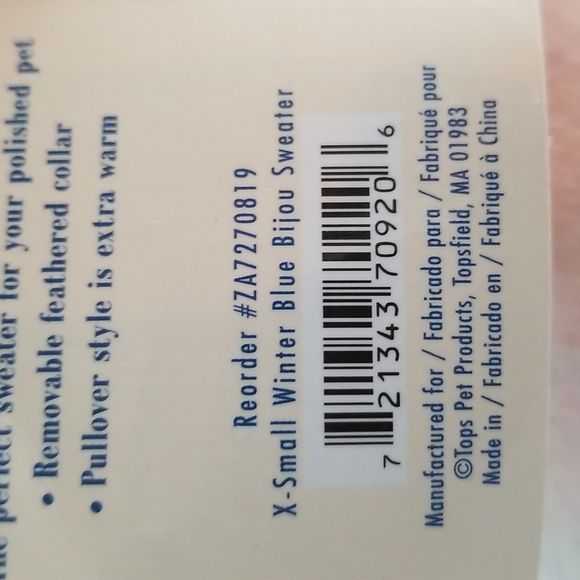 perfect sweater for your polished pet
• Removable feathered collar
• Pullover style is extra warm
Reorder #ZA7270819
X-Small Winter Blue Bijou Sweater
7 21343 70920 6
Manufactured for / Fabricado para / Fabriqué pour
©Tops Pet Products, Topsfield, MA 01983
Made in / Fabricado en / Fabriqué à China